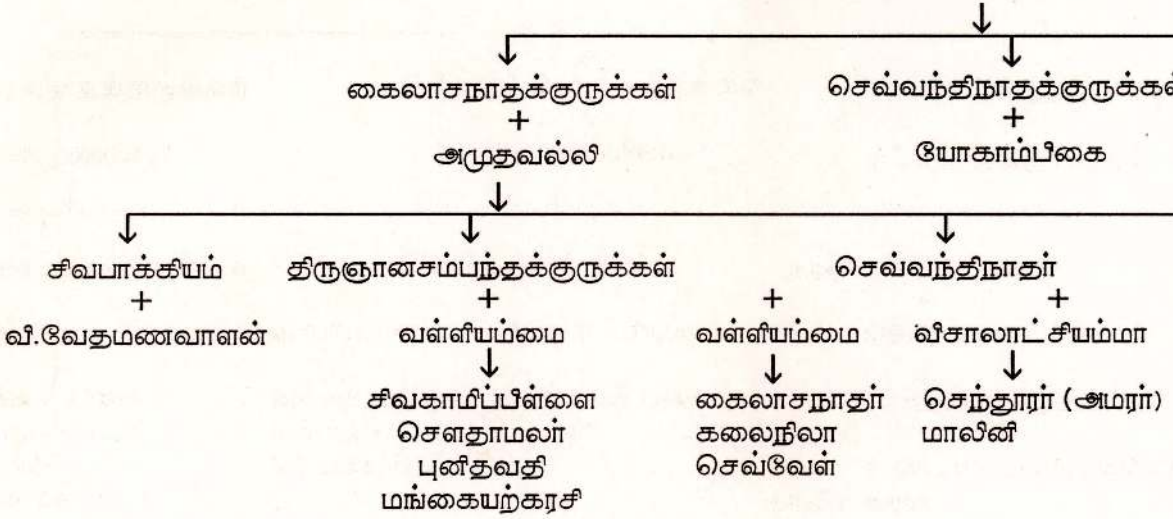 கைலாசநாதக்குருக்கள் செவ்வந்திநாதக்குருக்கள்
+ +
அமுதவல்லி யோகாம்பிகை
சிவபாக்கியம் திருஞானசம்பந்தக்குருக்கள் செவ்வந்திநாதர்
+ + + +
வி.வேதமணவாளன் வள்ளியம்மை வள்ளியம்மை விசாலாட்சியம்மா
சிவகாமிப்பிள்ளை கைலாசநாதர் செந்தூரர் (அமரர்)
சௌதாமலர் கலைநிலா மாலினி
புனிதவதி செவ்வேள்
மங்கையற்கரசி